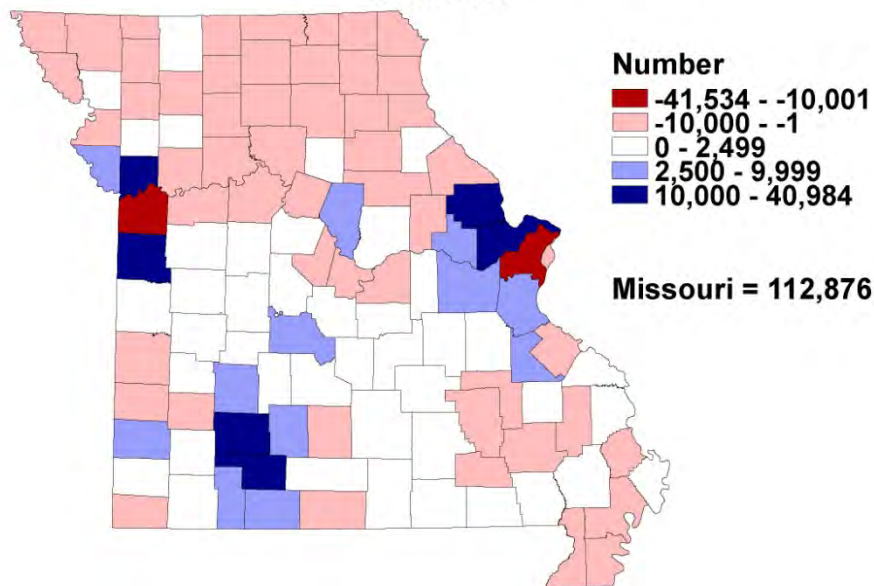 Number
-41,534 - -10,001
-10,000 - -1
0 - 2,499
2,500 - 9,999
10,000 - 40,984
Missouri = 112,876